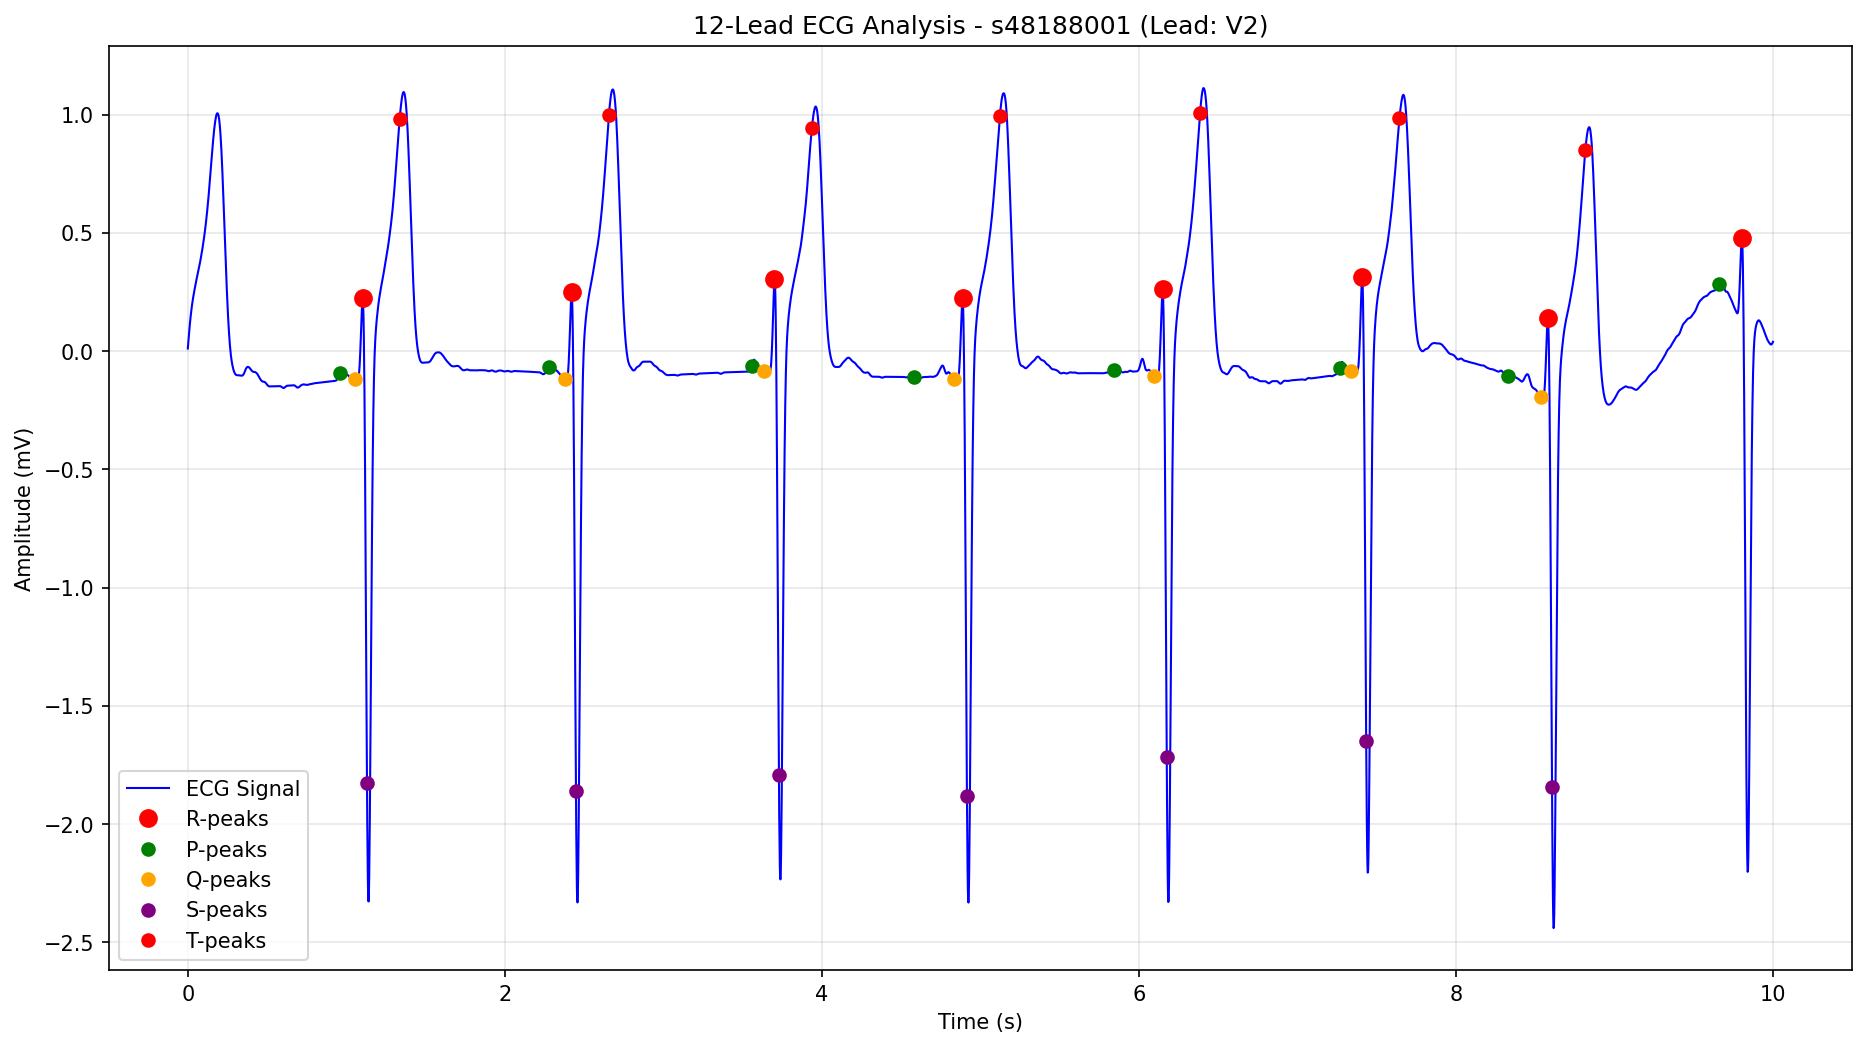 12-Lead ECG Analysis - s48188001 (Lead: V2)
Amplitude (mV)
1.0
0.5
0.0
−0.5
−1.0
−1.5
−2.0
−2.5
ECG Signal
R-peaks
P-peaks
Q-peaks
S-peaks
T-peaks
0 2 4 6 8 10
Time (s)